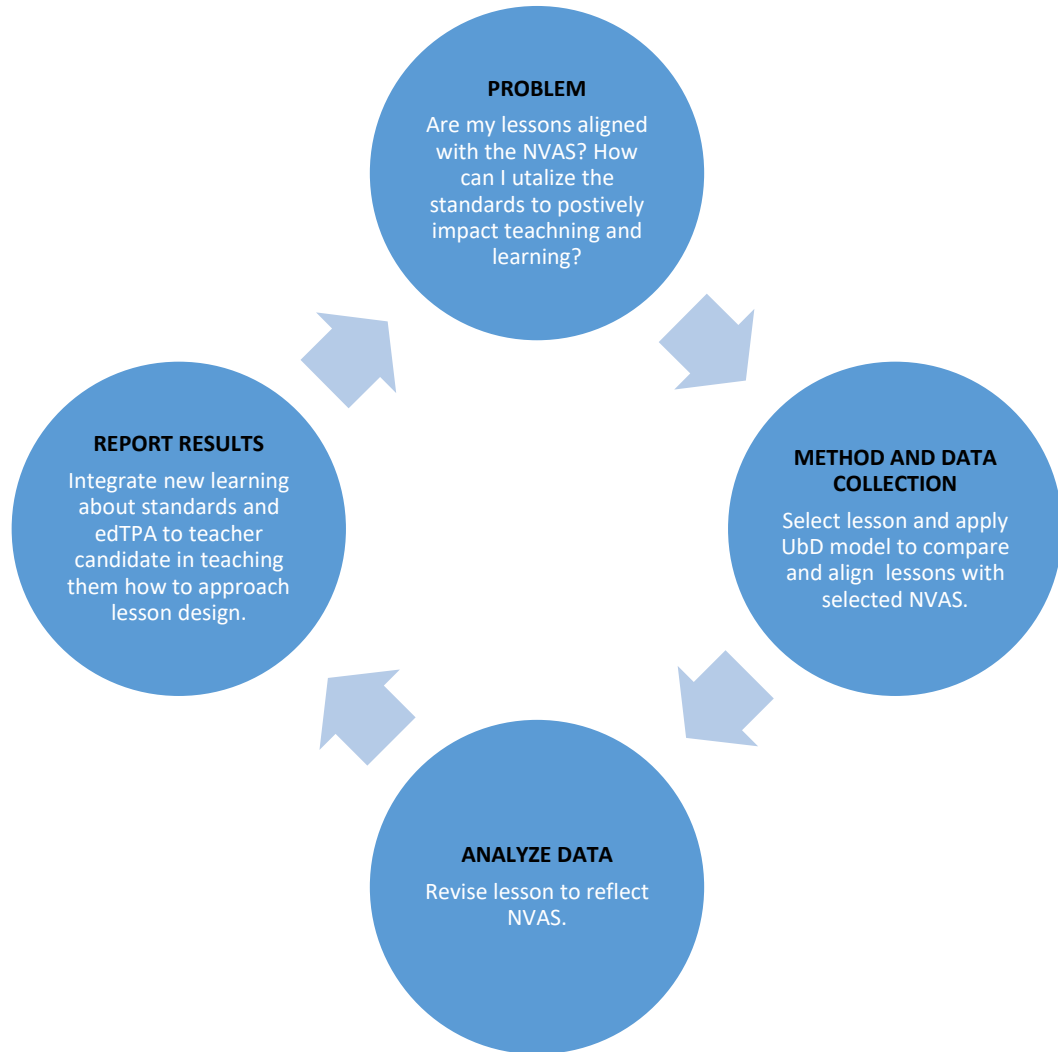 PROBLEM
Are my lessons aligned
with the NVAS? How
can I utalize the
standards to postively
impact teachning and
learning?
METHOD AND DATA
COLLECTION
Select lesson and apply
UbD model to compare
and align lessons with
selected NVAS.
ANALYZE DATA
Revise lesson to reflect
NVAS.
REPORT RESULTS
Integrate new learning
about standards and
edTPA to teacher
candidate in teaching
them how to approach
lesson design.